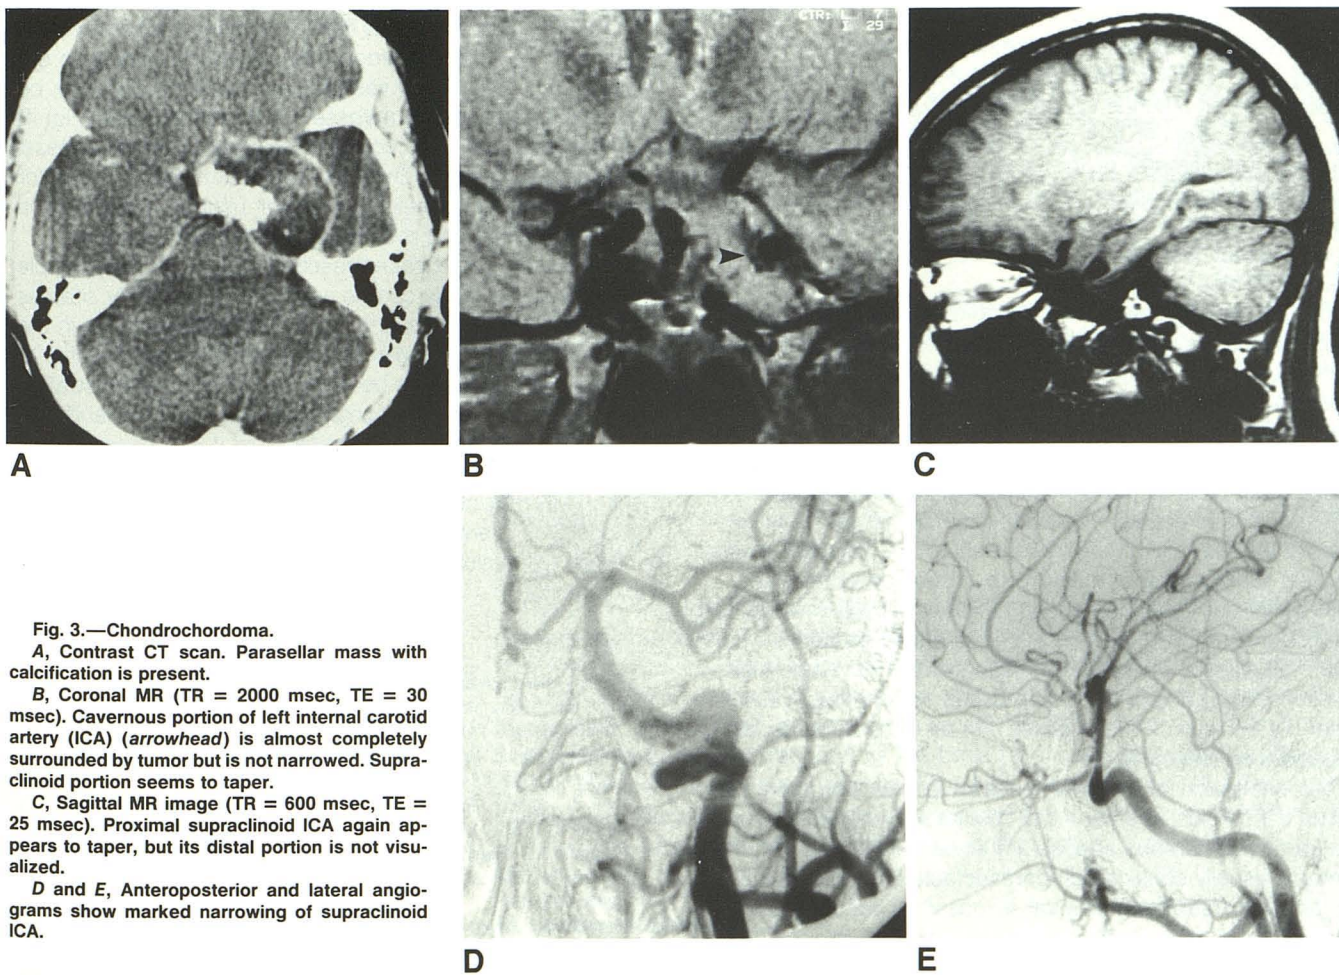 CTR: L 7
I 29
A
B
C
Fig. 3.—Chondrochordoma.
A, Contrast CT scan. Parasellar mass with
calcification is present.
B, Coronal MR (TR = 2000 msec, TE = 30
msec). Cavernous portion of left internal carotid
artery (ICA) (arrowhead) is almost completely
surrounded by tumor but is not narrowed. Supra-
clinoid portion seems to taper.
C, Sagittal MR image (TR = 600 msec, TE =
25 msec). Proximal supraclinoid ICA again ap-
pears to taper, but its distal portion is not visu-
alized.
D and E, Anteroposterior and lateral angio-
grams show marked narrowing of supraclinoid
ICA.
D
E